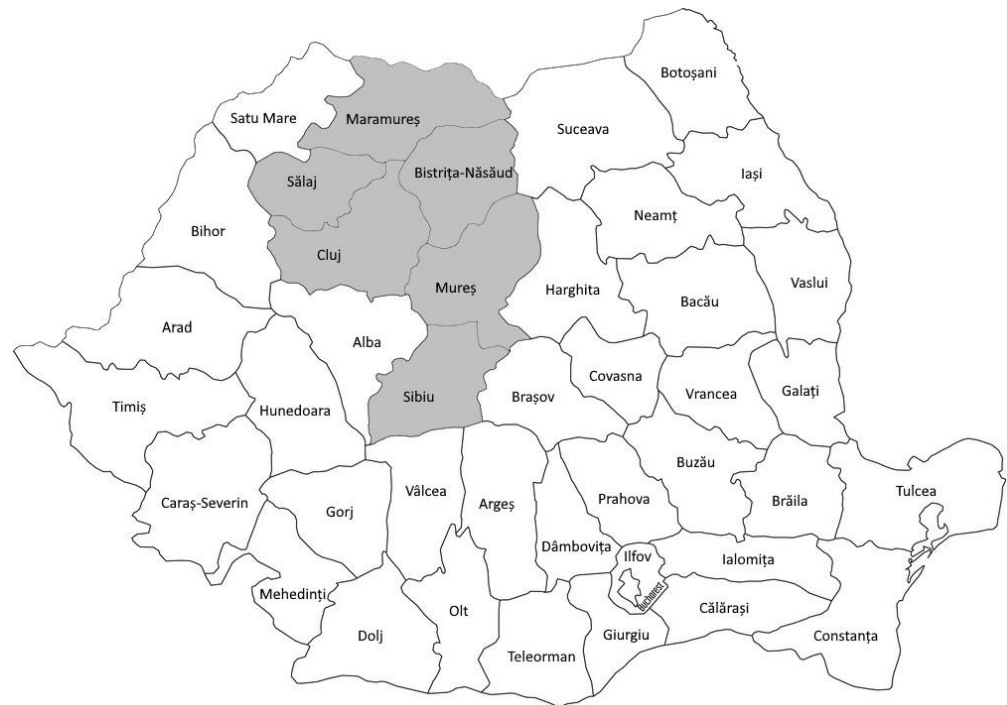 Botoșani
Satu Mare
Maramureș
Suceava
Iași
Sălaj
Bistrița-Năsăud
Neamț
Bihor
Cluj
Mureș
Harghita
Bacău
Vaslui
Arad
Alba
Covasna
Vrancea
Galați
Timiș
Hunedoara
Sibiu
Brașov
Buzău
Tulcea
Caraș-Severin
Gorj
Vâlcea
Argeș
Prahova
Brăila
Dâmbovița
Ilfov
Ialomița
Mehedinți
Olt
Bucharest
Călărași
Dolj
Teleorman
Giurgiu
Constanța